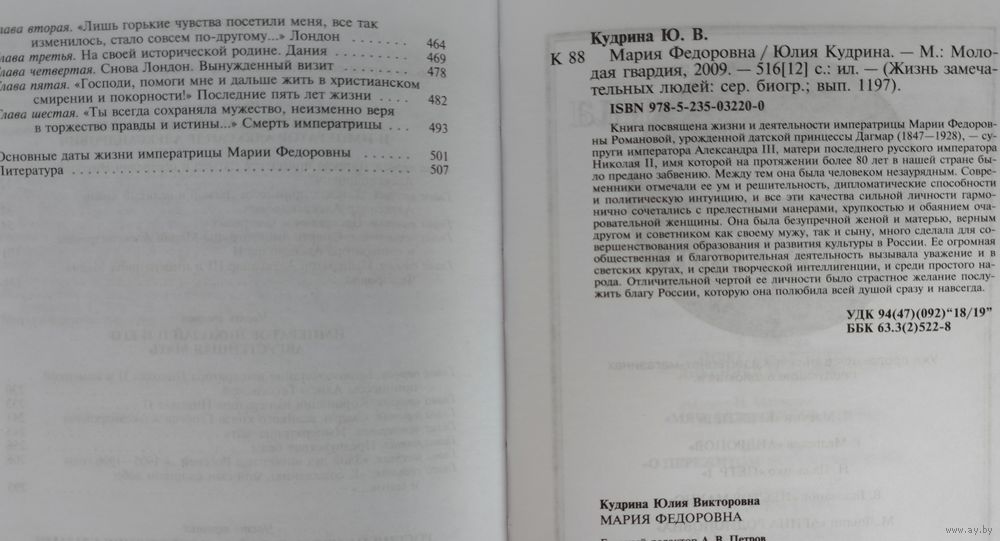 Глава вторая. «Лишь горькие чувства посетили меня, все так
изменилось, стало совсем по-другому...» Лондон ........ 464
Глава третья. На своей исторической родине. Дания ........ 469
Глава четвертая. Снова Лондон. Вынужденный визит ........ 478
Глава пятая. «Господи, помоги мне и дальше жить в христианском
смирении и покорности!» Последние пять лет жизни ..... 482
Глава шестая. «Ты всегда сохраняла мужество, неизменно веря
в торжество правды и истины...» Смерть императрицы ... 493
Основные даты жизни императрицы Марии Федоровны ...... 501
Литература ........ 507
Кудрина Ю. В.
К 88 Мария Федоровна / Юлия Кудрина. — М.: Моло-
дая гвардия, 2009. — 516[12] с.: ил. — (Жизнь замеча-
тельных людей: сер. биогр.; вып. 1197).
ISBN 978-5-235-03220-0
Книга посвящена жизни и деятельности императрицы Марии Федоров-
ны Романовой, урожденной датской принцессы Дагмар (1847—1928), — су-
пруги императора Александра III, матери последнего русского императора
Николая II, имя которой на протяжении более 80 лет в нашей стране бы-
ло предано забвению. Между тем она была человеком незаурядным. Совре-
менники отмечали ее ум и решительность, дипломатические способности
и политическую интуицию, и все эти качества сильной личности гармо-
нично сочетались с прелестными манерами, хрупкостью и обаянием оча-
ровательной женщины. Она была безупречной женой и матерью, верным
другом и советником как своему мужу, так и сыну, много сделала для со-
вершенствования образования и развития культуры в России. Ее огромная
общественная и благотворительная деятельность вызывала уважение и в
светских кругах, и среди творческой интеллигенции, и среди простого на-
рода. Отличительной чертой ее личности было страстное желание послу-
жить благу России, которую она полюбила всей душой сразу и навсегда.
УДК 94(47)(092)"18/19"
ББК 63.3(2)522-8
Кудрина Юлия Викторовна
МАРИЯ ФЕДОРОВНА
редактор А. В. Петров
www.ay.by